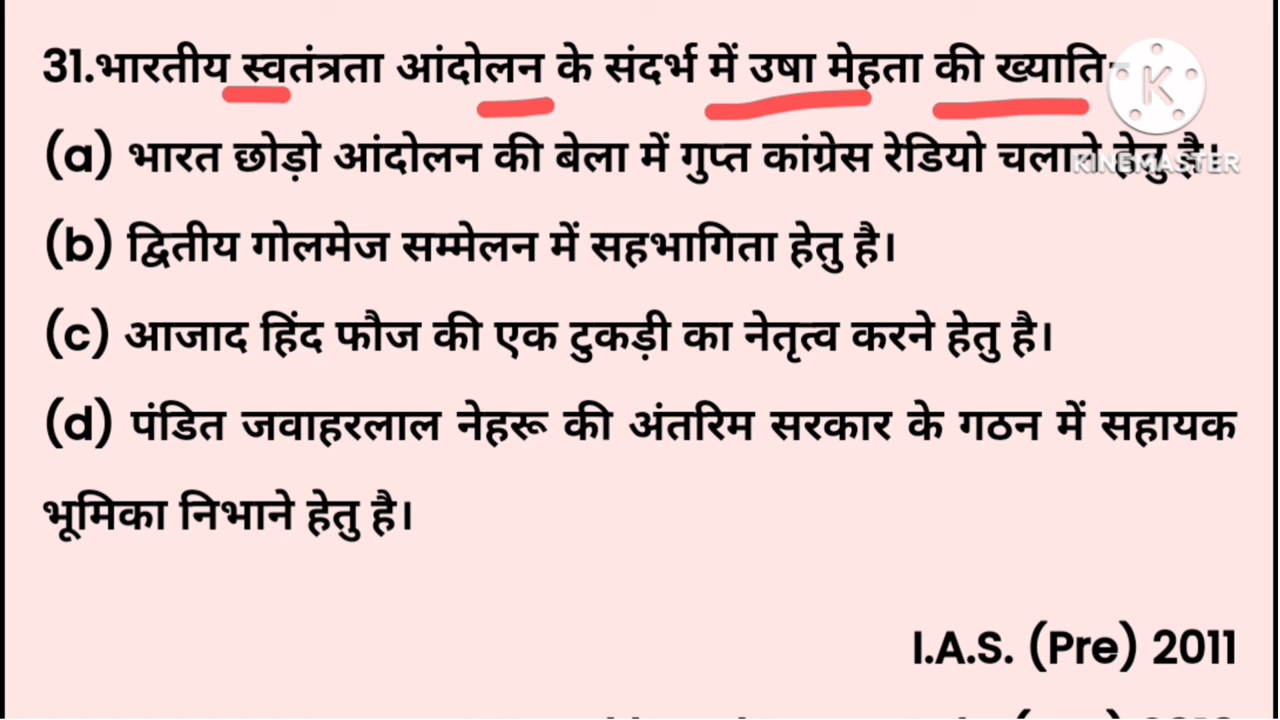 31.भारतीय स्वतंत्रता आंदोलन के संदर्भ में उषा मेहता की ख्याति-
(a) भारत छोड़ो आंदोलन की बेला में गुप्त कांग्रेस रेडियो चलाने हेतु है।
(b) द्वितीय गोलमेज सम्मेलन में सहभागिता हेतु है।
(c) आजाद हिंद फौज की एक टुकड़ी का नेतृत्व करने हेतु है।
(d) पंडित जवाहरलाल नेहरू की अंतरिम सरकार के गठन में सहायक
भूमिका निभाने हेतु है।
I.A.S. (Pre) 2011
K
KINEMASTER